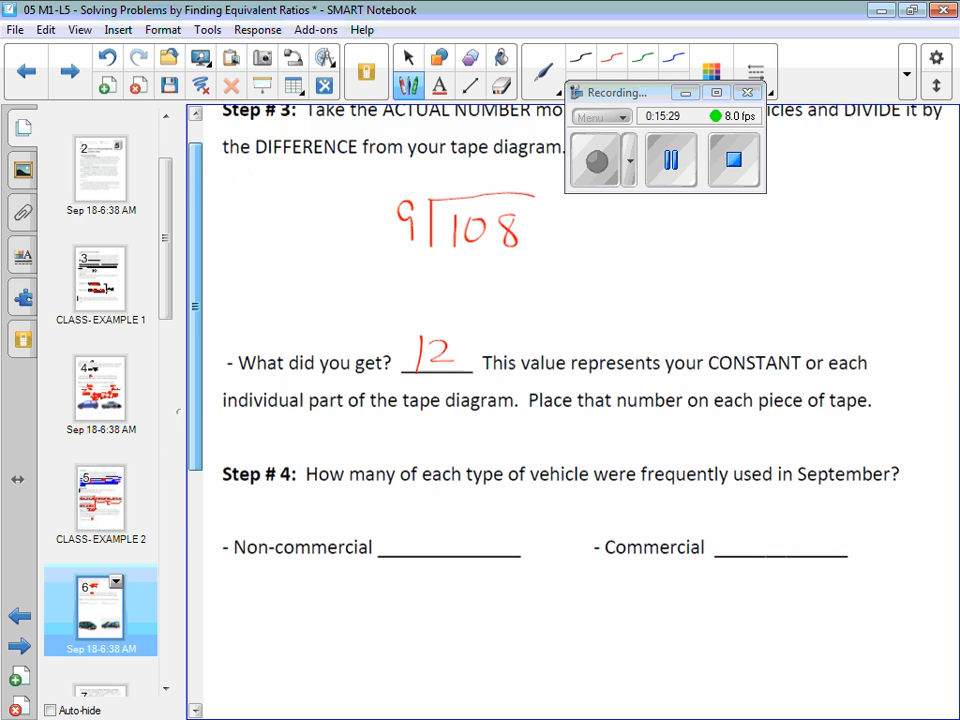 05 M1-L5 - Solving Problems by Finding Equivalent Ratios * - SMART Notebook
File Edit View Insert Format Tools Response Add-ons Help
Recording...
Menu 0:15:29 8.0 fps
Step # 3: Take the ACTUAL NUMBER mo icles and DIVIDE it by
the DIFFERENCE from your tape diagram.
9 108
- What did you get? 12 This value represents your CONSTANT or each
individual part of the tape diagram. Place that number on each piece of tape.
Step # 4: How many of each type of vehicle were frequently used in September?
- Non-commercial ____________ - Commercial ____________
2
5
Sep 18-6:38 AM
3
CLASS- EXAMPLE 1
4
Sep 18-6:38 AM
5
CLASS- EXAMPLE 2
6
Sep 18-6:38 AM
Auto-hide